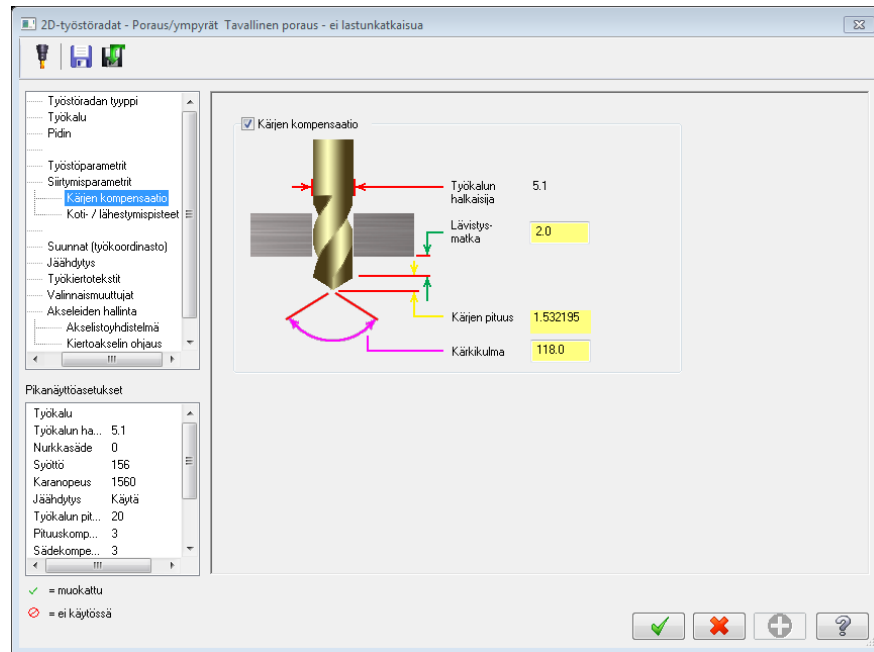 2D-työstöradat - Poraus/ympyrät Tavallinen poraus - ei lastunkatkaisua
Työstöradan tyyppi
Työkalu
Pidin
Työstöparametrit
Siirtymisparametrit
Kärjen kompensaatio
Koti- / lähestymispisteet
Suunnat (työkoordinasto)
Jäähdytys
Työkiertotekstit
Valinnaismuuttujat
Akseleiden hallinta
Akselistoyhdistelmä
Kiertoakselin ohjaus
Kärjen kompensaatio
Työkalun
halkaisija
5.1
Lävistys-
matka
2.0
Kärjen pituus 1.532195
Kärkikulma 118.0
Pikanäyttöasetukset
Työkalu
Työkalun ha... 5.1
Nurkkasäde 0
Syöttö 156
Karanopeus 1560
Jäähdytys Käytä
Työkalun pit... 20
Pituuskomp... 3
Sädekompe... 3
= muokattu
= ei käytössä